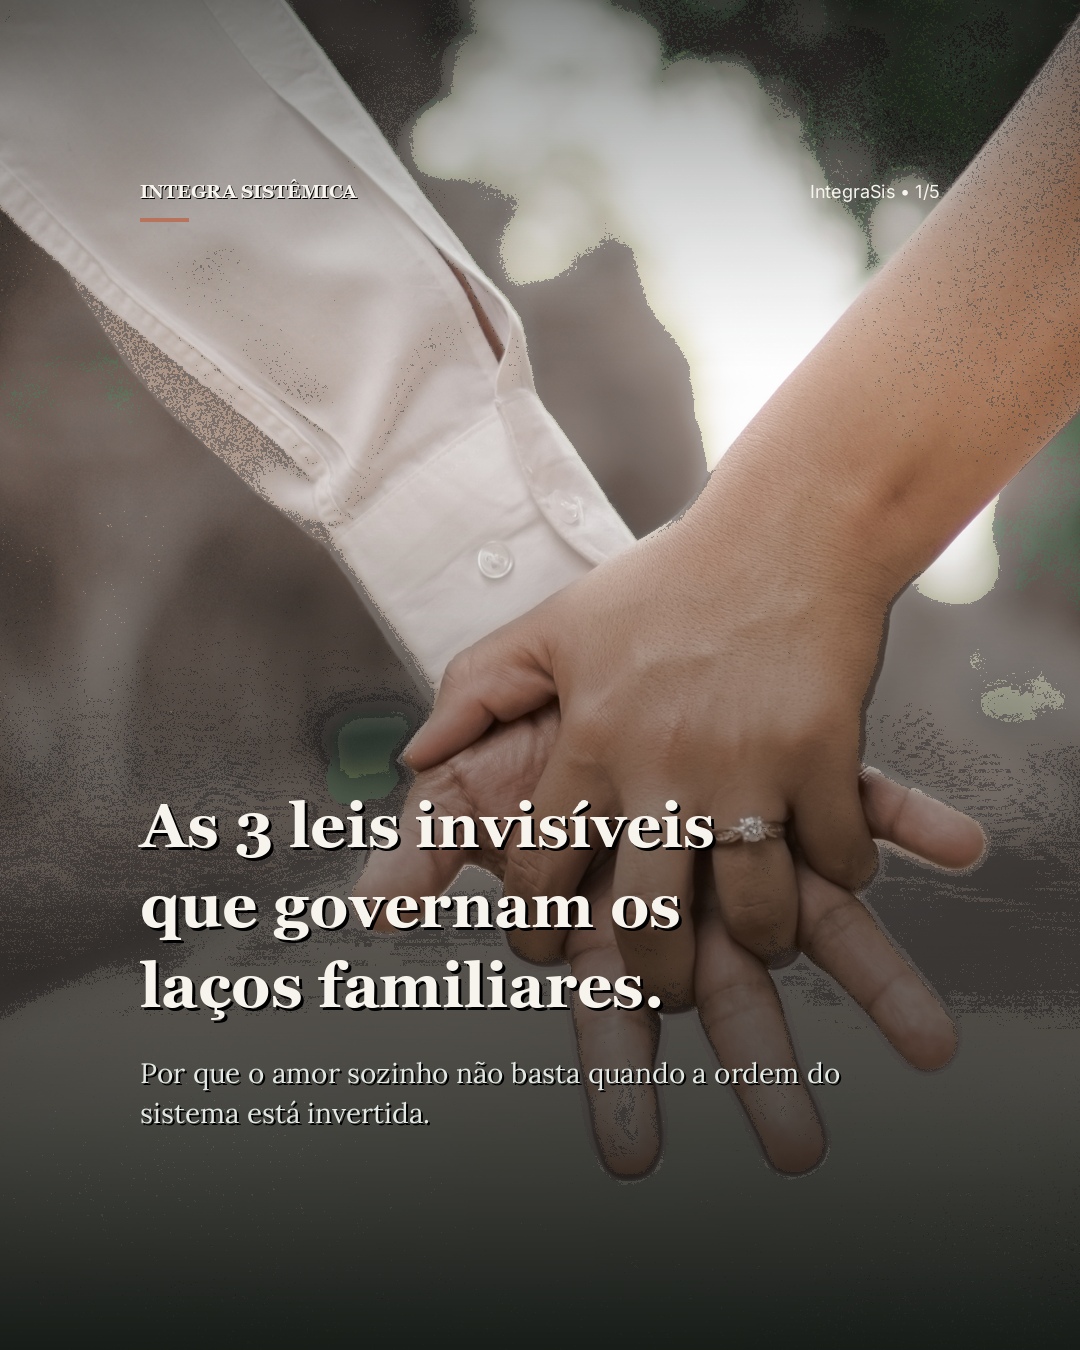 INTEGRA SISTÊMICA
IntegraSis • 1/5
As 3 leis invisíveis
que governam os
laços familiares.
Por que o amor sozinho não basta quando a ordem do
sistema está invertida.